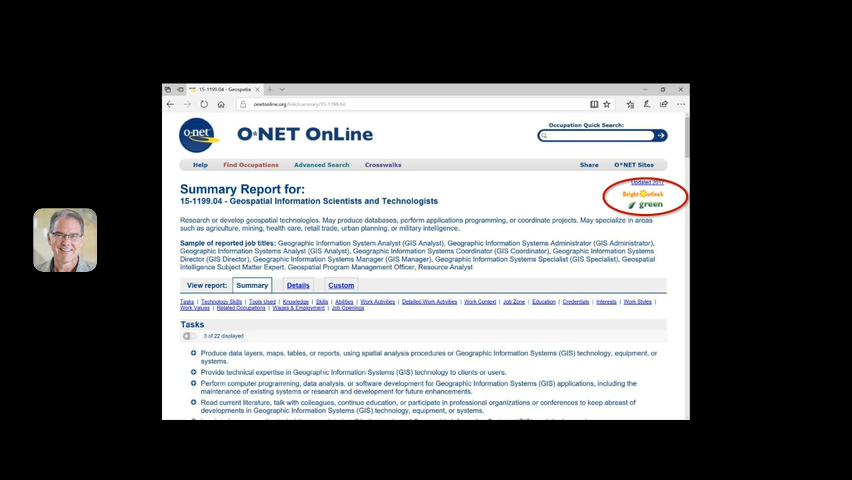 15-1199.04 - Geospatia
onetonline.org/link/summary/15-1199.04
o·net
O*NET OnLine
Occupation Quick Search:
Help
Find Occupations
Advanced Search
Crosswalks
Share
O*NET Sites
Updated 2017
Bright Outlook
green
Summary Report for:
15-1199.04 - Geospatial Information Scientists and Technologists
Research or develop geospatial technologies. May produce databases, perform applications programming, or coordinate projects. May specialize in areas
such as agriculture, mining, health care, retail trade, urban planning, or military intelligence.
Sample of reported job titles: Geographic Information System Analyst (GIS Analyst), Geographic Information Systems Administrator (GIS Administrator),
Geographic Information Systems Analyst (GIS Analyst), Geographic Information Systems Coordinator (GIS Coordinator), Geographic Information Systems
Director (GIS Director), Geographic Information Systems Manager (GIS Manager), Geographic Information Systems Specialist (GIS Specialist), Geospatial
Intelligence Subject Matter Expert, Geospatial Program Management Officer, Resource Analyst
View report: Summary Details Custom
Tasks | Technology Skills | Tools Used | Knowledge | Skills | Abilities | Work Activities | Detailed Work Activities | Work Context | Job Zone | Education | Credentials | Interests | Work Styles |
Work Values | Related Occupations | Wages & Employment | Job Openings
Tasks
5 of 22 displayed
Produce data layers, maps, tables, or reports, using spatial analysis procedures or Geographic Information Systems (GIS) technology, equipment, or
systems.
Provide technical expertise in Geographic Information Systems (GIS) technology to clients or users.
Perform computer programming, data analysis, or software development for Geographic Information Systems (GIS) applications, including the
maintenance of existing systems or research and development for future enhancements.
Read current literature, talk with colleagues, continue education, or participate in professional organizations or conferences to keep abreast of
developments in Geographic Information Systems (GIS) technology, equipment, or systems.